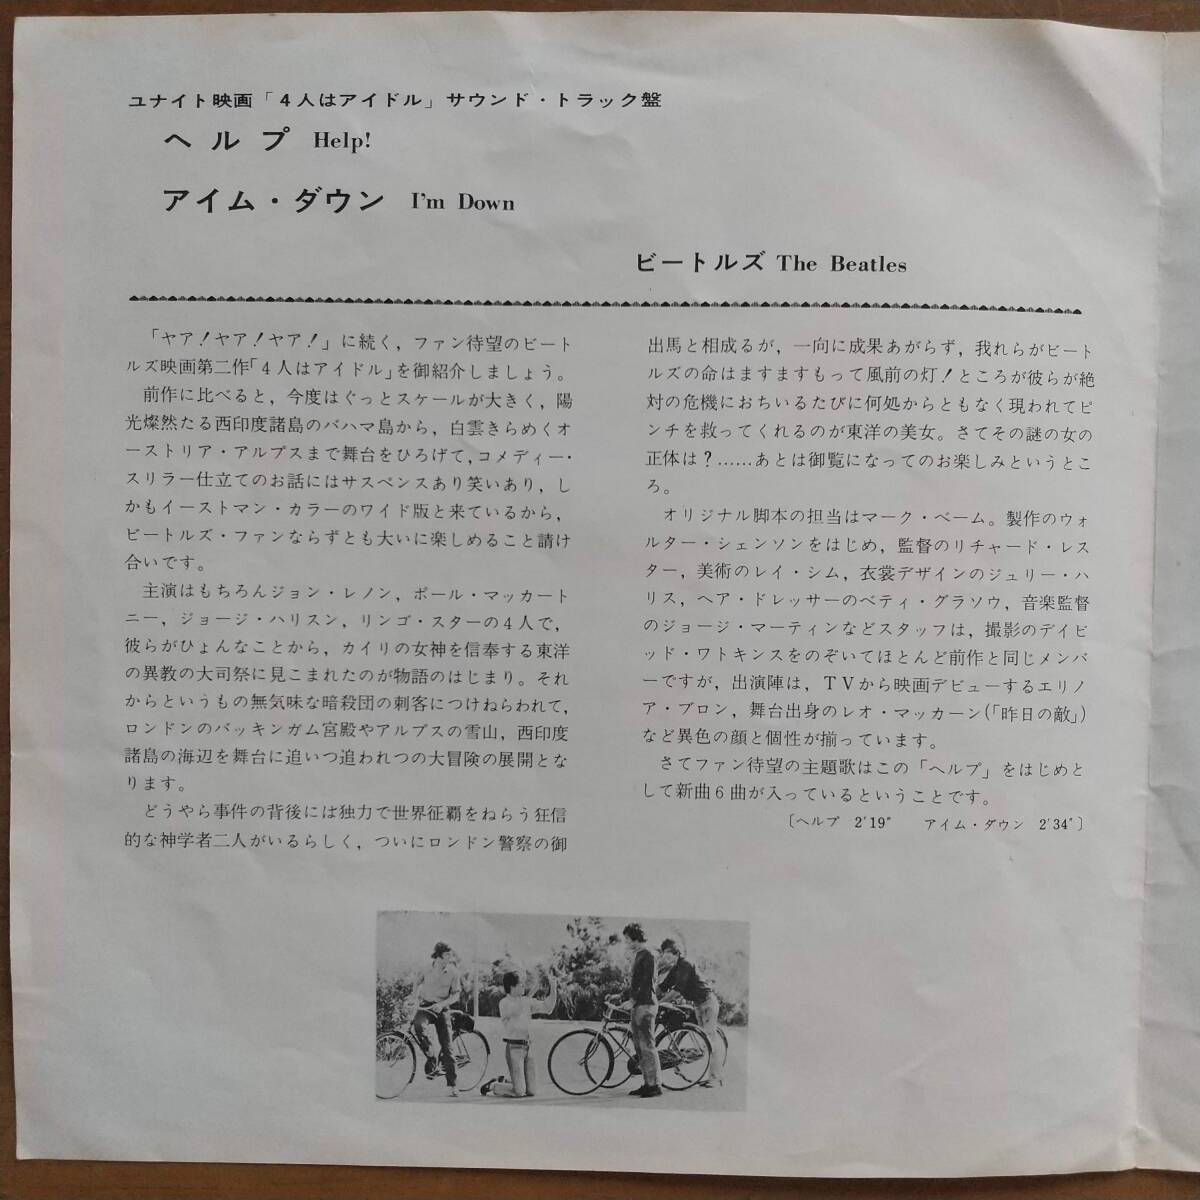 ユナイト映画「４人はアイドル」サウンド・トラック盤
ヘルプ Help!
アイム・ダウン I'm Down
ビートルズ The Beatles
「ヤア！ヤア！ヤア！」に続く，ファン待望のビート
ルズ映画第二作「４人はアイドル」を御紹介しましょう。
前作に比べると，今度はぐっとスケールが大きく，陽
光燦然たる西印度諸島のバハマ島から，白雲きらめくオ
ーストリア・アルプスまで舞台をひろげて，コメディー・
スリラー仕立てのお話にはサスペンスあり笑いあり，し
かもイーストマン・カラーのワイド版と来ているから，
ビートルズ・ファンならずとも大いに楽しめること請け
合いです。
主演はもちろんジョン・レノン，ポール・マッカート
ニー，ジョージ・ハリスン，リンゴ・スターの４人で，
彼らがひょんなことから，カイリの女神を信奉する東洋
の異教の大司祭に見こまれたのが物語のはじまり。それ
からというもの無気味な暗殺団の刺客につけねらわれて，
ロンドンのバッキンガム宮殿やアルプスの雪山，西印度
諸島の海辺を舞台に追いつ追われつの大冒険の展開とな
ります。
どうやら事件の背後には独力で世界征覇をねらう狂信
的な神学者二人がいるらしく，ついにロンドン警察の御
出馬と相成るが，一向に成果あがらず，我れらがビート
ルズの命はますますもって風前の灯！ところが彼らが絶
対の危機におちいるたびに何処からともなく現われてピ
ンチを救ってくれるのが東洋の美女。さてその謎の女の
正体は？……あとは御覧になってのお楽しみというとこ
ろ。
オリジナル脚本の担当はマーク・ベーム。製作のウォ
ルター・シェンソンをはじめ，監督のリチャード・レス
ター，美術のレイ・シム，衣裳デザインのジュリー・ハ
リス，ヘア・ドレッサーのベティ・グラソウ，音楽監督
のジョージ・マーティンなどスタッフは，撮影のデイビ
ッド・ワトキンスをのぞいてほとんど前作と同じメンバ
ーですが，出演陣は，ＴＶから映画デビューするエリノ
ア・ブロン，舞台出身のレオ・マッカーン(「昨日の敵」)
など異色の顔と個性が揃っています。
さてファン待望の主題歌はこの「ヘルプ」をはじめと
して新曲６曲が入っているということです。
〔ヘルプ 2'19" アイム・ダウン 2'34"〕